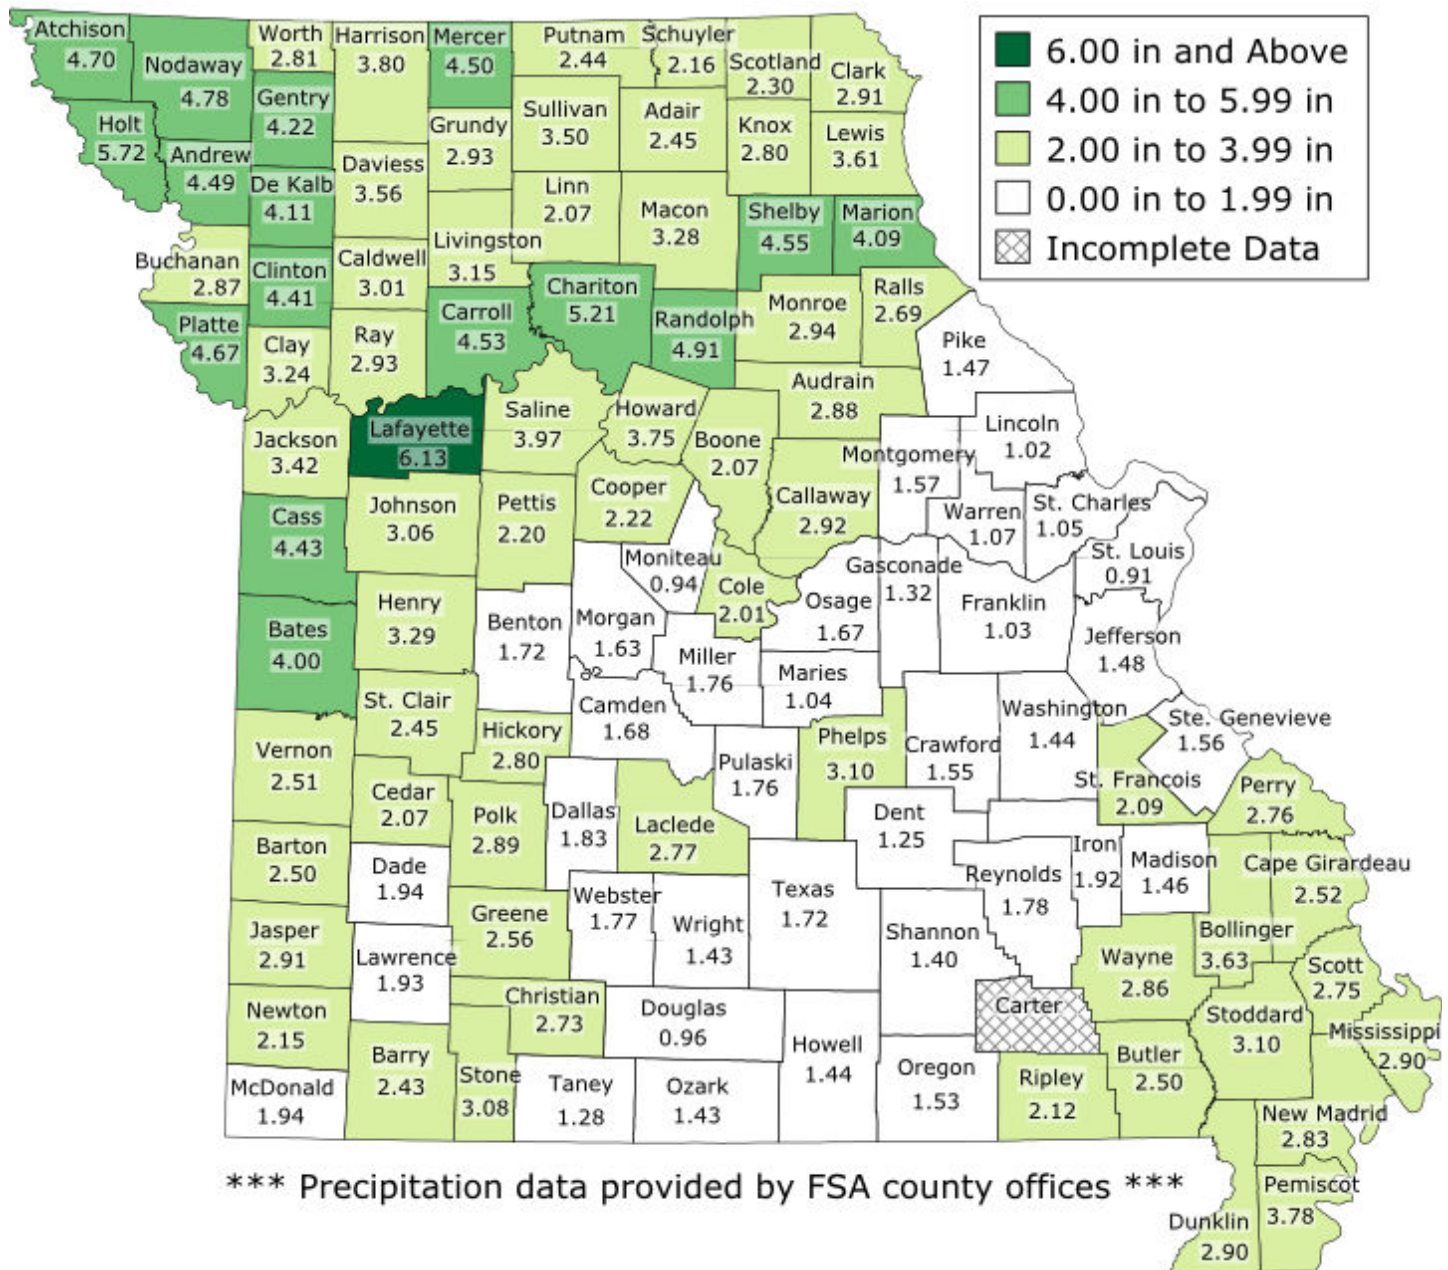 Atchison
4.70
Nodaway
4.78
Worth
2.81
Harrison
3.80
Mercer
4.50
Putnam
2.44
Schuyler
2.16
Scotland
2.30
Clark
2.91
6.00 in and Above
4.00 in to 5.99 in
2.00 in to 3.99 in
0.00 in to 1.99 in
Incomplete Data
Holt
5.72
Andrew
4.49
Gentry
4.22
De Kalb
4.11
Daviess
3.56
Grundy
2.93
Sullivan
3.50
Adair
2.45
Knox
2.80
Lewis
3.61
Linn
2.07
Macon
3.28
Shelby
4.55
Marion
4.09
Buchanan
2.87
Clinton
4.41
Caldwell
3.01
Livingston
3.15
Chariton
5.21
Randolph
4.91
Monroe
2.94
Ralls
2.69
Platte
4.67
Clay
3.24
Ray
2.93
Carroll
4.53
Pike
1.47
Audrain
2.88
Jackson
3.42
Lafayette
6.13
Saline
3.97
Howard
3.75
Boone
2.07
Lincoln
1.02
Montgomery
1.57
Callaway
2.92
Warren
1.07
St. Charles
1.05
St. Louis
0.91
Cass
4.43
Johnson
3.06
Pettis
2.20
Cooper
2.22
Moniteau
0.94
Cole
2.01
Osage
1.67
Gasconade
1.32
Franklin
1.03
Jefferson
1.48
Bates
4.00
Henry
3.29
Benton
1.72
Morgan
1.63
Miller
1.76
Maries
1.04
St. Clair
2.45
Hickory
2.80
Camden
1.68
Pulaski
1.76
Phelps
3.10
Crawford
1.55
Washington
1.44
Ste. Genevieve
1.56
St. Francois
2.09
Perry
2.76
Vernon
2.51
Cedar
2.07
Polk
2.89
Dallas
1.83
Laclede
2.77
Dent
1.25
Iron
1.92
Madison
1.46
Cape Girardeau
2.52
Barton
2.50
Dade
1.94
Greene
2.56
Webster
1.77
Wright
1.43
Texas
1.72
Reynolds
1.78
Shannon
1.40
Bollinger
3.63
Wayne
2.86
Scott
2.75
Jasper
2.91
Lawrence
1.93
Christian
2.73
Douglas
0.96
Howell
1.44
Carter
Stoddard
3.10
Mississippi
2.90
Newton
2.15
Barry
2.43
Stone
3.08
Taney
1.28
Ozark
1.43
Oregon
1.53
Ripley
2.12
Butler
2.50
McDonald
1.94
New Madrid
2.83
Pemiscot
3.78
Dunklin
2.90
*** Precipitation data provided by FSA county offices ***